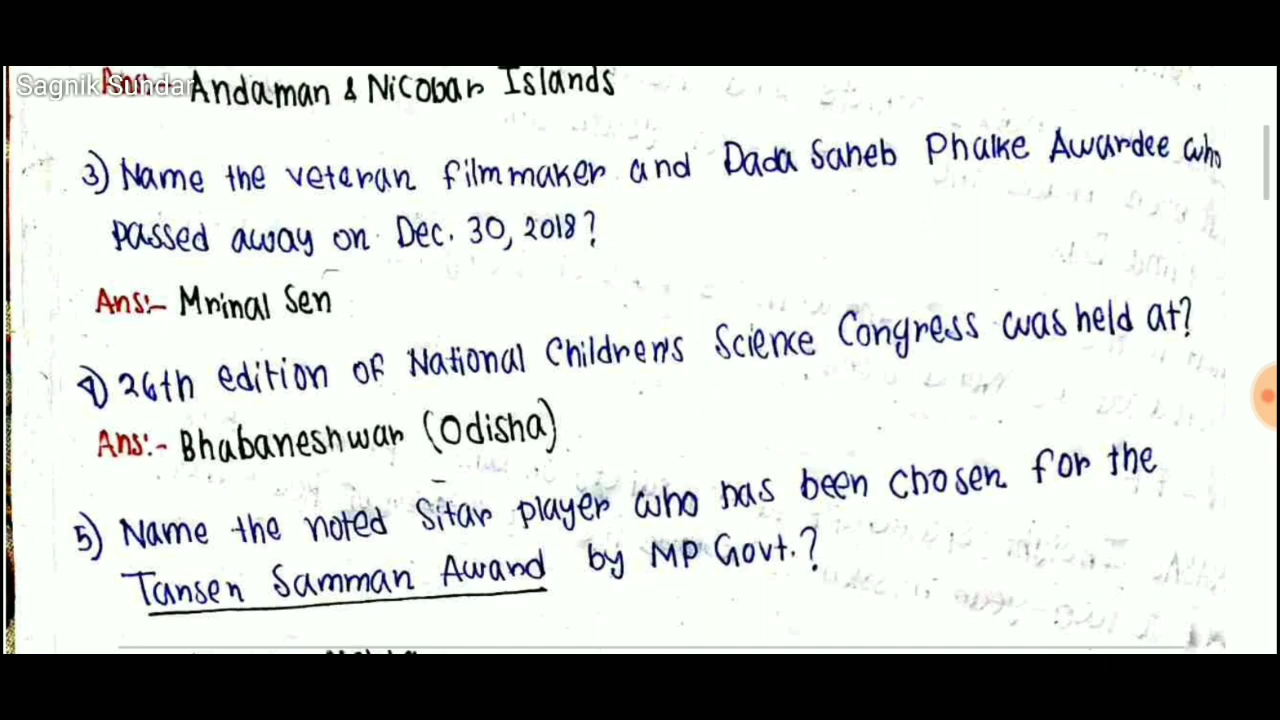 Sagnik Sundar
Ans:- Andaman & Nicobar Islands
3) Name the veteran filmmaker and Dada Saheb Phalke Awardee who
passed away on Dec. 30, 2018?
Ans:- Mrinal Sen
4) 26th edition of National Children's Science Congress was held at?
Ans:- Bhabaneshwar (Odisha)
5) Name the noted Sitar player who has been chosen for the
Tansen Samman Award by MP Govt.?